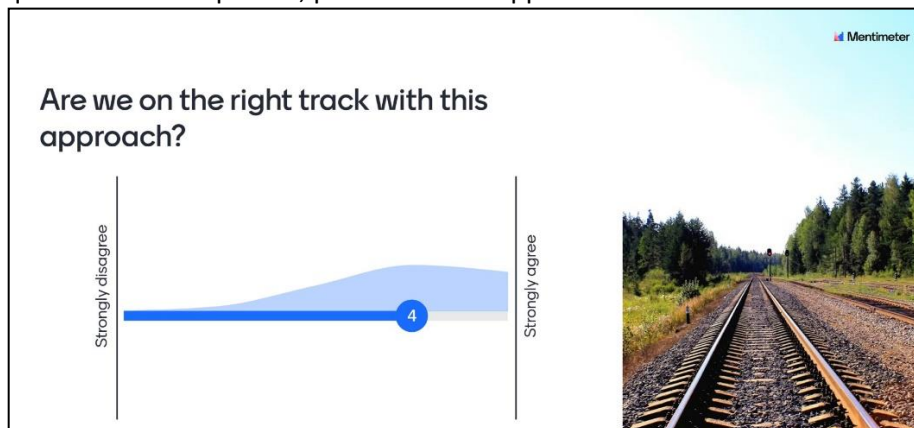 Mentimeter
Are we on the right track with this
approach?
Strongly disagree
4
Strongly agree